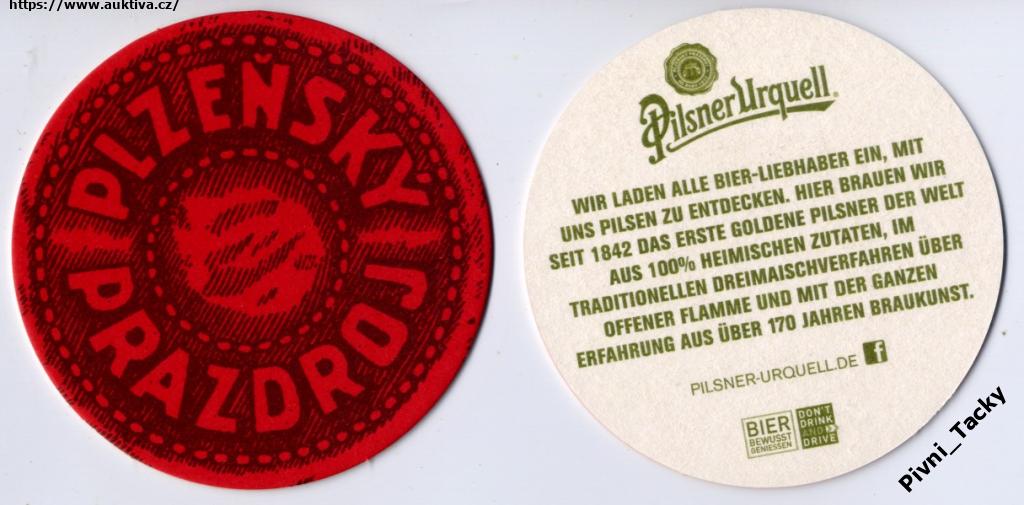 https://www.auktiva.cz/
PLZEŇSKÝ
PRAZDROJ
Pilsner Urquell
WIR LADEN ALLE BIER-LIEBHABER EIN, MIT
UNS PILSEN ZU ENTDECKEN. HIER BRAUEN WIR
SEIT 1842 DAS ERSTE GOLDENE PILSNER DER WELT
AUS 100% HEIMISCHEN ZUTATEN, IM
TRADITIONELLEN DREIMAISCHVERFAHREN ÜBER
OFFENER FLAMME UND MIT DER GANZEN
ERFAHRUNG AUS ÜBER 170 JAHREN BRAUKUNST.
PILSNER-URQUELL.DE f
BIER
BEWUSST
GENIESSEN
DON'T
DRINK
AND
DRIVE
Pivni_Tacky